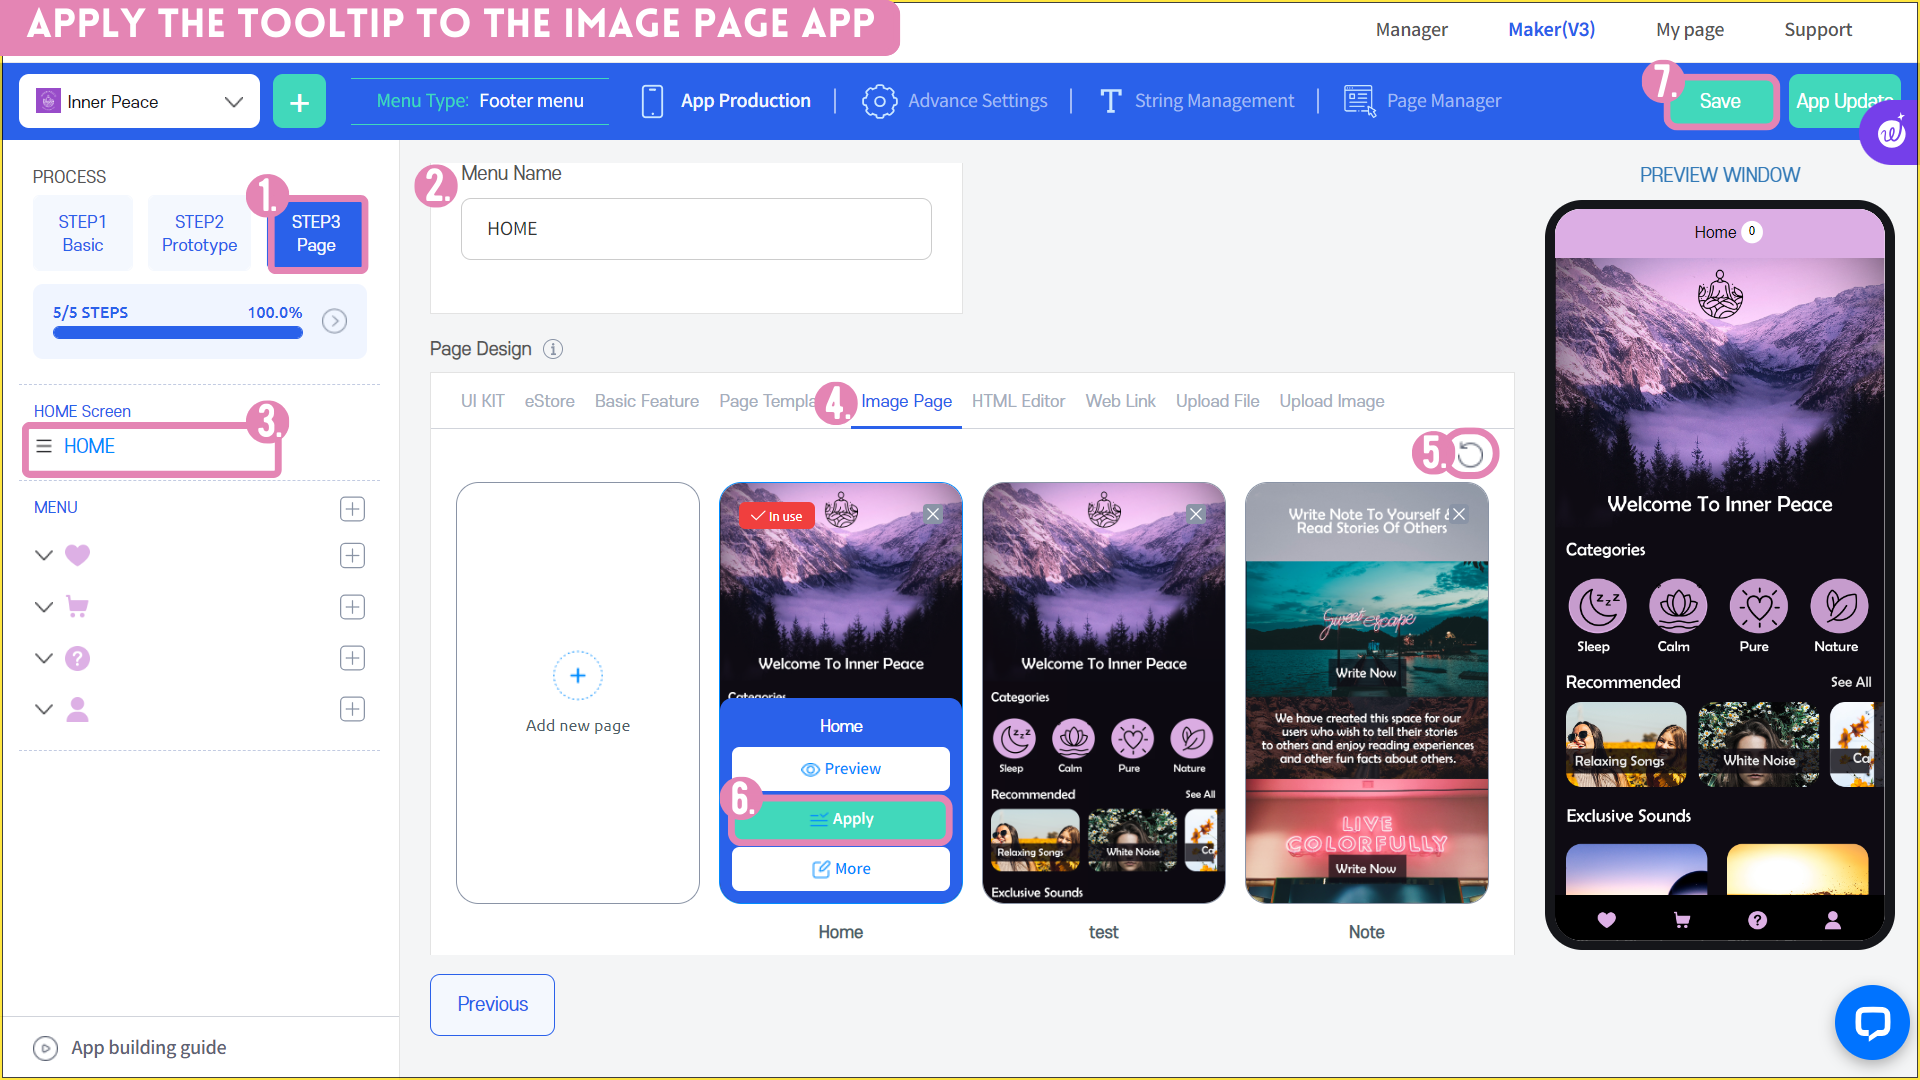 APPLY THE TOOLTIP TO THE IMAGE PAGE APP
Manager
Maker(V3)
My page
Support
Inner Peace
+
Menu Type: Footer menu
App Production
Advance Settings
String Management
Page Manager
7.
Save
App Update
PROCESS
1.
STEP1
Basic
STEP2
Prototype
STEP3
Page
5/5 STEPS
100.0%
HOME Screen
3.
HOME
MENU
App building guide
2.
Menu Name
HOME
Page Design
UI KIT
eStore
Basic Feature
Page Templa
4.
Image Page
HTML Editor
Web Link
Upload File
Upload Image
5.
Add new page
In use
Welcome To Inner Peace
Categories
Home
Preview
6.
Apply
More
Home
Welcome To Inner Peace
Categories
Sleep
Calm
Pure
Nature
Recommended
See All
Relaxing Songs
White Noise
Ca
Exclusive Sounds
test
Write Note To Yourself &
Read Stories Of Others
Sweet escape
Write Now
We have created this space for our
users who wish to tell their stories
to others and enjoy reading experiences
and other fun facts about others.
LIVE
COLORFULLY
Write Now
Note
Previous
PREVIEW WINDOW
Home 0
Welcome To Inner Peace
Categories
Sleep
Calm
Pure
Nature
Recommended
See All
Relaxing Songs
White Noise
Ca
Exclusive Sounds